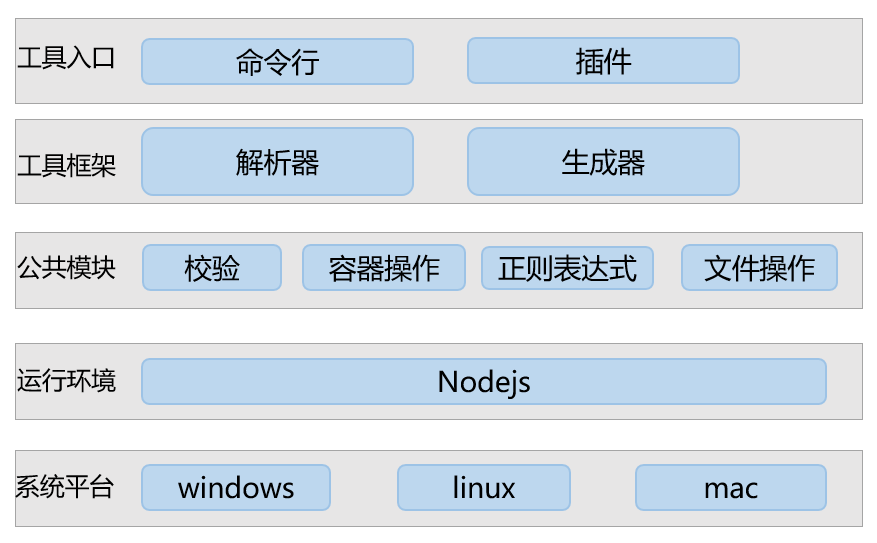 工具入口
命令行
插件
工具框架
解析器
生成器
公共模块
校验
容器操作
正则表达式
文件操作
运行环境
Nodejs
系统平台
windows
linux
mac